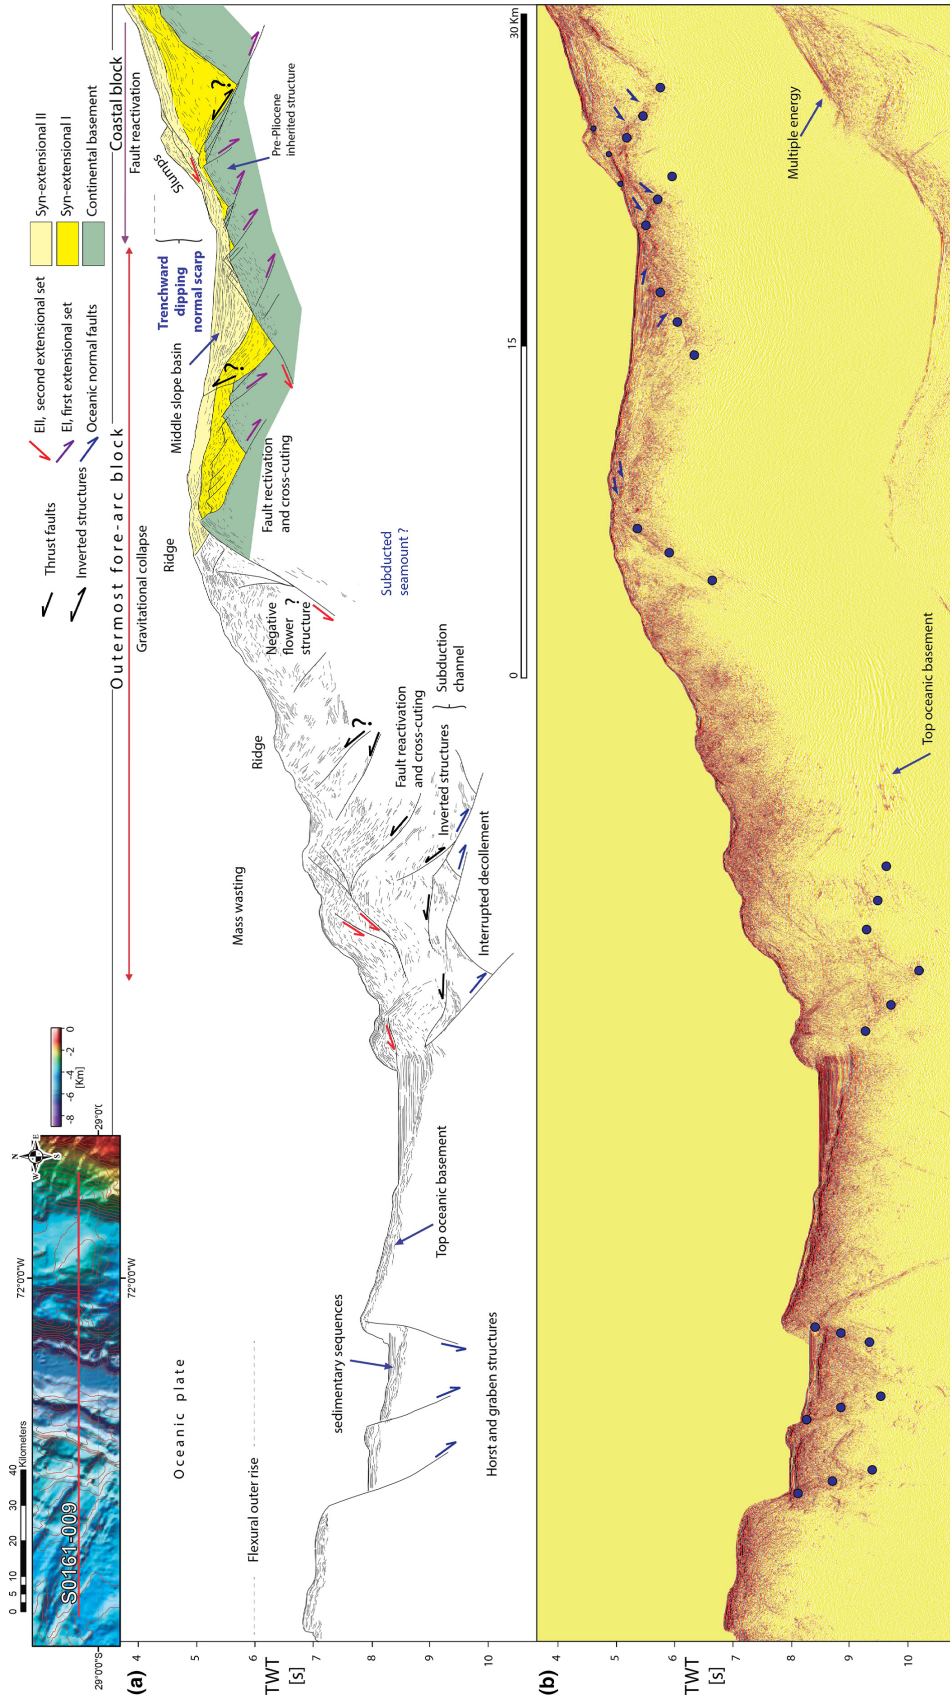 0 5 10 20 30 40
Kilometers
72°0'0"W
29°0'0"S
S0161-009
N
W
E
S
-29°0'0"
72°0'0"W
-8 -6 -4 -2 0
[Km]
Thrust faults
Inverted structures
EII, second extensional set
EI, first extensional set
Oceanic normal faults
Syn-extensional II
Syn-extensional I
Continental basement
Outermost fore-arc block
Coastal block
Gravitational collapse
Fault reactivation
(a)
4
5
6
7
8
9
10
TWT
[s]
Oceanic plate
Flexural outer rise
sedimentary sequences
Horst and graben structures
Top oceanic basement
Mass wasting
Interrupted decollement
Inverted structures
Fault reactivation
and cross-cuting
Subduction
channel
Ridge
?
Negative
flower ?
structure
Subducted
seamount ?
Ridge
Fault rectivation
and cross-cuting
Middle slope basin
?
Trenchward
dipping
normal scarp
Slumps
?
Pre-Pliocene
inherited structure
0
15
30 Km
(b)
4
5
6
7
8
9
10
TWT
[s]
Top oceanic basement
Multiple energy